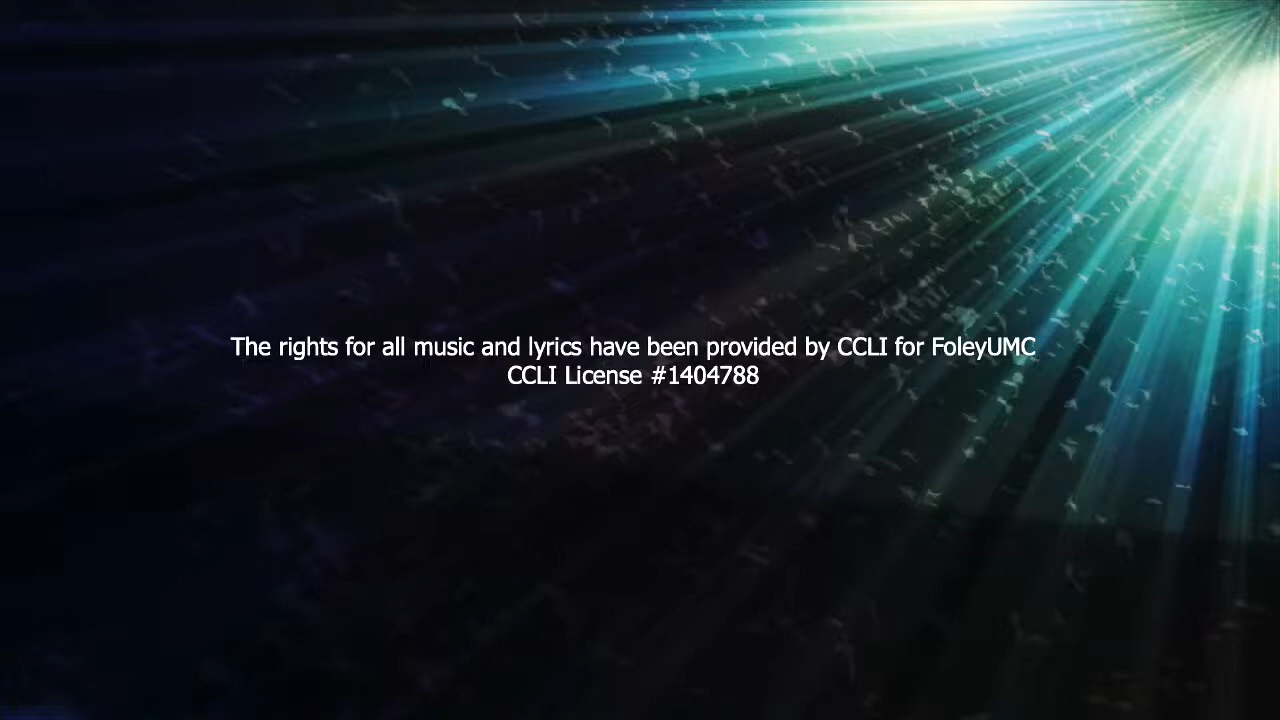 The rights for all music and lyrics have been provided by CCLI for FoleyUMC
CCLI License #1404788